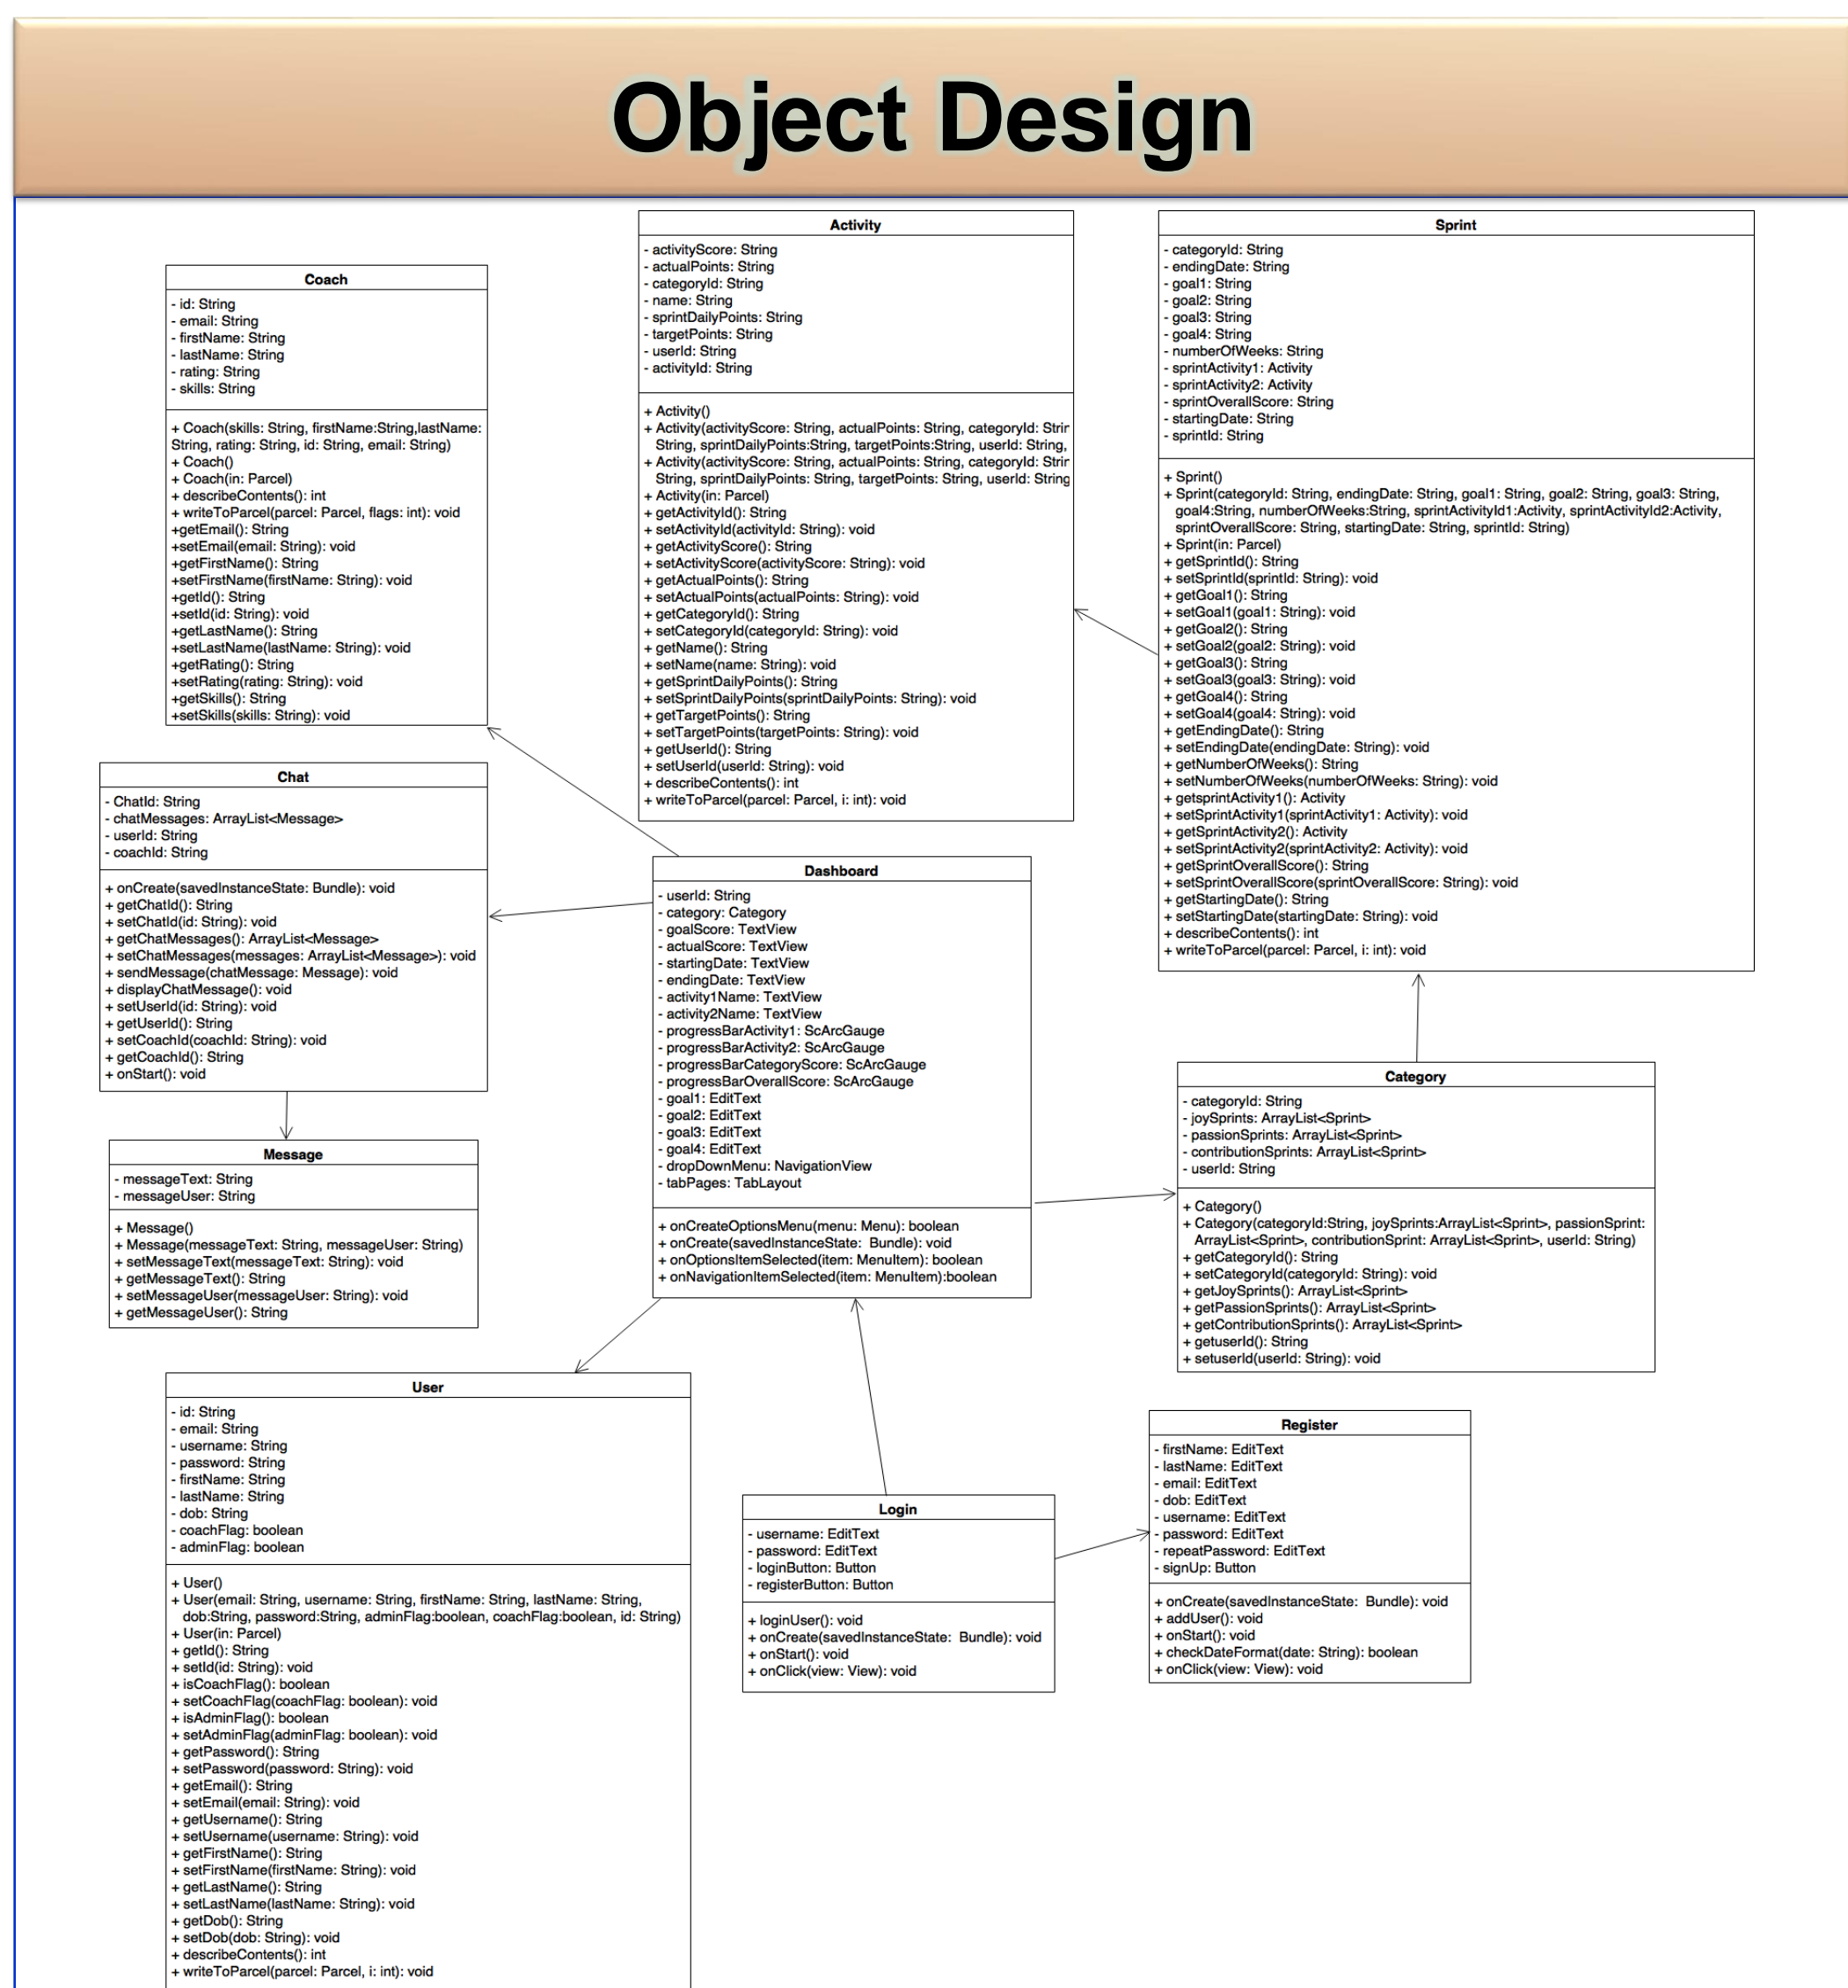 Object Design
Coach
- id: String
- email: String
- firstName: String
- lastName: String
- rating: String
- skills: String
+ Coach(skills: String, firstName:String,lastName:
String, rating: String, id: String, email: String)
+ Coach()
+ Coach(in: Parcel)
+ describeContents(): int
+ writeToParcel(parcel: Parcel, flags: int): void
+getEmail(): String
+setEmail(email: String): void
+getFirstName(): String
+setFirstName(firstName: String): void
+getId(): String
+setId(id: String): void
+getLastName(): String
+setLastName(lastName: String): void
+getRating(): String
+setRating(rating: String): void
+getSkills(): String
+setSkills(skills: String): void
Activity
- activityScore: String
- actualPoints: String
- categoryId: String
- name: String
- sprintDailyPoints: String
- targetPoints: String
- userId: String
- activityId: String
+ Activity()
+ Activity(activityScore: String, actualPoints: String, categoryId: Strin
String, sprintDailyPoints:String, targetPoints:String, userId: String,
+ Activity(activityScore: String, actualPoints: String, categoryId: Strin
String, sprintDailyPoints: String, targetPoints: String, userId: String
+ Activity(in: Parcel)
+ getActivityId(): String
+ setActivityId(activityId: String): void
+ getActivityScore(): String
+ setActivityScore(activityScore: String): void
+ getActualPoints(): String
+ setActualPoints(actualPoints: String): void
+ getCategoryId(): String
+ setCategoryId(categoryId: String): void
+ getName(): String
+ setName(name: String): void
+ getSprintDailyPoints(): String
+ setSprintDailyPoints(sprintDailyPoints: String): void
+ getTargetPoints(): String
+ setTargetPoints(targetPoints: String): void
+ getUserId(): String
+ setUserId(userId: String): void
+ describeContents(): int
+ writeToParcel(parcel: Parcel, i: int): void
Sprint
- categoryId: String
- endingDate: String
- goal1: String
- goal2: String
- goal3: String
- goal4: String
- numberOfWeeks: String
- sprintActivity1: Activity
- sprintActivity2: Activity
- sprintOverallScore: String
- startingDate: String
- sprintId: String
+ Sprint()
+ Sprint(categoryId: String, endingDate: String, goal1: String, goal2: String, goal3: String,
goal4:String, numberOfWeeks:String, sprintActivityId1:Activity, sprintActivityId2:Activity,
sprintOverallScore: String, startingDate: String, sprintId: String)
+ Sprint(in: Parcel)
+ getSprintId(): String
+ setSprintId(sprintId: String): void
+ getGoal1(): String
+ setGoal1(goal1: String): void
+ getGoal2(): String
+ setGoal2(goal2: String): void
+ getGoal3(): String
+ setGoal3(goal3: String): void
+ getGoal4(): String
+ setGoal4(goal4: String): void
+ getEndingDate(): String
+ setEndingDate(endingDate: String): void
+ getNumberOfWeeks(): String
+ setNumberOfWeeks(numberOfWeeks: String): void
+ getsprintActivity1(): Activity
+ setSprintActivity1(sprintActivity1: Activity): void
+ getSprintActivity2(): Activity
+ setSprintActivity2(sprintActivity2: Activity): void
+ getSprintOverallScore(): String
+ setSprintOverallScore(sprintOverallScore: String): void
+ getStartingDate(): String
+ setStartingDate(startingDate: String): void
+ describeContents(): int
+ writeToParcel(parcel: Parcel, i: int): void
Chat
- ChatId: String
- chatMessages: ArrayList<Message>
- userId: String
- coachId: String
+ onCreate(savedInstanceState: Bundle): void
+ getChatId(): String
+ setChatId(id: String): void
+ getChatMessages(): ArrayList<Message>
+ setChatMessages(messages: ArrayList<Message>): void
+ sendMessage(chatMessage: Message): void
+ displayChatMessage(): void
+ setUserId(id: String): void
+ getUserId(): String
+ setCoachId(coachId: String): void
+ getCoachId(): String
+ onStart(): void
Dashboard
- userId: String
- category: Category
- goalScore: TextView
- actualScore: TextView
- startingDate: TextView
- endingDate: TextView
- activity1Name: TextView
- activity2Name: TextView
- progressBarActivity1: ScArcGauge
- progressBarActivity2: ScArcGauge
- progressBarCategoryScore: ScArcGauge
- progressBarOverallScore: ScArcGauge
- goal1: EditText
- goal2: EditText
- goal3: EditText
- goal4: EditText
- dropDownMenu: NavigationView
- tabPages: TabLayout
+ onCreateOptionsMenu(menu: Menu): boolean
+ onCreate(savedInstanceState:  Bundle): void
+ onOptionsItemSelected(item: MenuItem): boolean
+ onNavigationItemSelected(item: MenuItem):boolean
Category
- categoryId: String
- joySprints: ArrayList<Sprint>
- passionSprints: ArrayList<Sprint>
- contributionSprints: ArrayList<Sprint>
- userId: String
+ Category()
+ Category(categoryId:String, joySprints:ArrayList<Sprint>, passionSprint:
ArrayList<Sprint>, contributionSprint: ArrayList<Sprint>, userId: String)
+ getCategoryId(): String
+ setCategoryId(categoryId: String): void
+ getJoySprints(): ArrayList<Sprint>
+ getPassionSprints(): ArrayList<Sprint>
+ getContributionSprints(): ArrayList<Sprint>
+ getuserId(): String
+ setuserId(userId: String): void
Message
- messageText: String
- messageUser: String
+ Message()
+ Message(messageText: String, messageUser: String)
+ setMessageText(messageText: String): void
+ getMessageText(): String
+ setMessageUser(messageUser: String): void
+ getMessageUser(): String
User
- id: String
- email: String
- username: String
- password: String
- firstName: String
- lastName: String
- dob: String
- coachFlag: boolean
- adminFlag: boolean
+ User()
+ User(email: String, username: String, firstName: String, lastName: String,
dob:String, password:String, adminFlag:boolean, coachFlag:boolean, id: String)
+ User(in: Parcel)
+ getId(): String
+ setId(id: String): void
+ isCoachFlag(): boolean
+ setCoachFlag(coachFlag: boolean): void
+ isAdminFlag(): boolean
+ setAdminFlag(adminFlag: boolean): void
+ getPassword(): String
+ setPassword(password: String): void
+ getEmail(): String
+ setEmail(email: String): void
+ getUsername(): String
+ setUsername(username: String): void
+ getFirstName(): String
+ setFirstName(firstName: String): void
+ getLastName(): String
+ setLastName(lastName: String): void
+ getDob(): String
+ setDob(dob: String): void
+ describeContents(): int
+ writeToParcel(parcel: Parcel, i: int): void
Login
- username: EditText
- password: EditText
- loginButton: Button
- registerButton: Button
+ loginUser(): void
+ onCreate(savedInstanceState:  Bundle): void
+ onStart(): void
+ onClick(view: View): void
Register
- firstName: EditText
- lastName: EditText
- email: EditText
- dob: EditText
- username: EditText
- password: EditText
- repeatPassword: EditText
- signUp: Button
+ onCreate(savedInstanceState:  Bundle): void
+ addUser(): void
+ onStart(): void
+ checkDateFormat(date: String): boolean
+ onClick(view: View): void